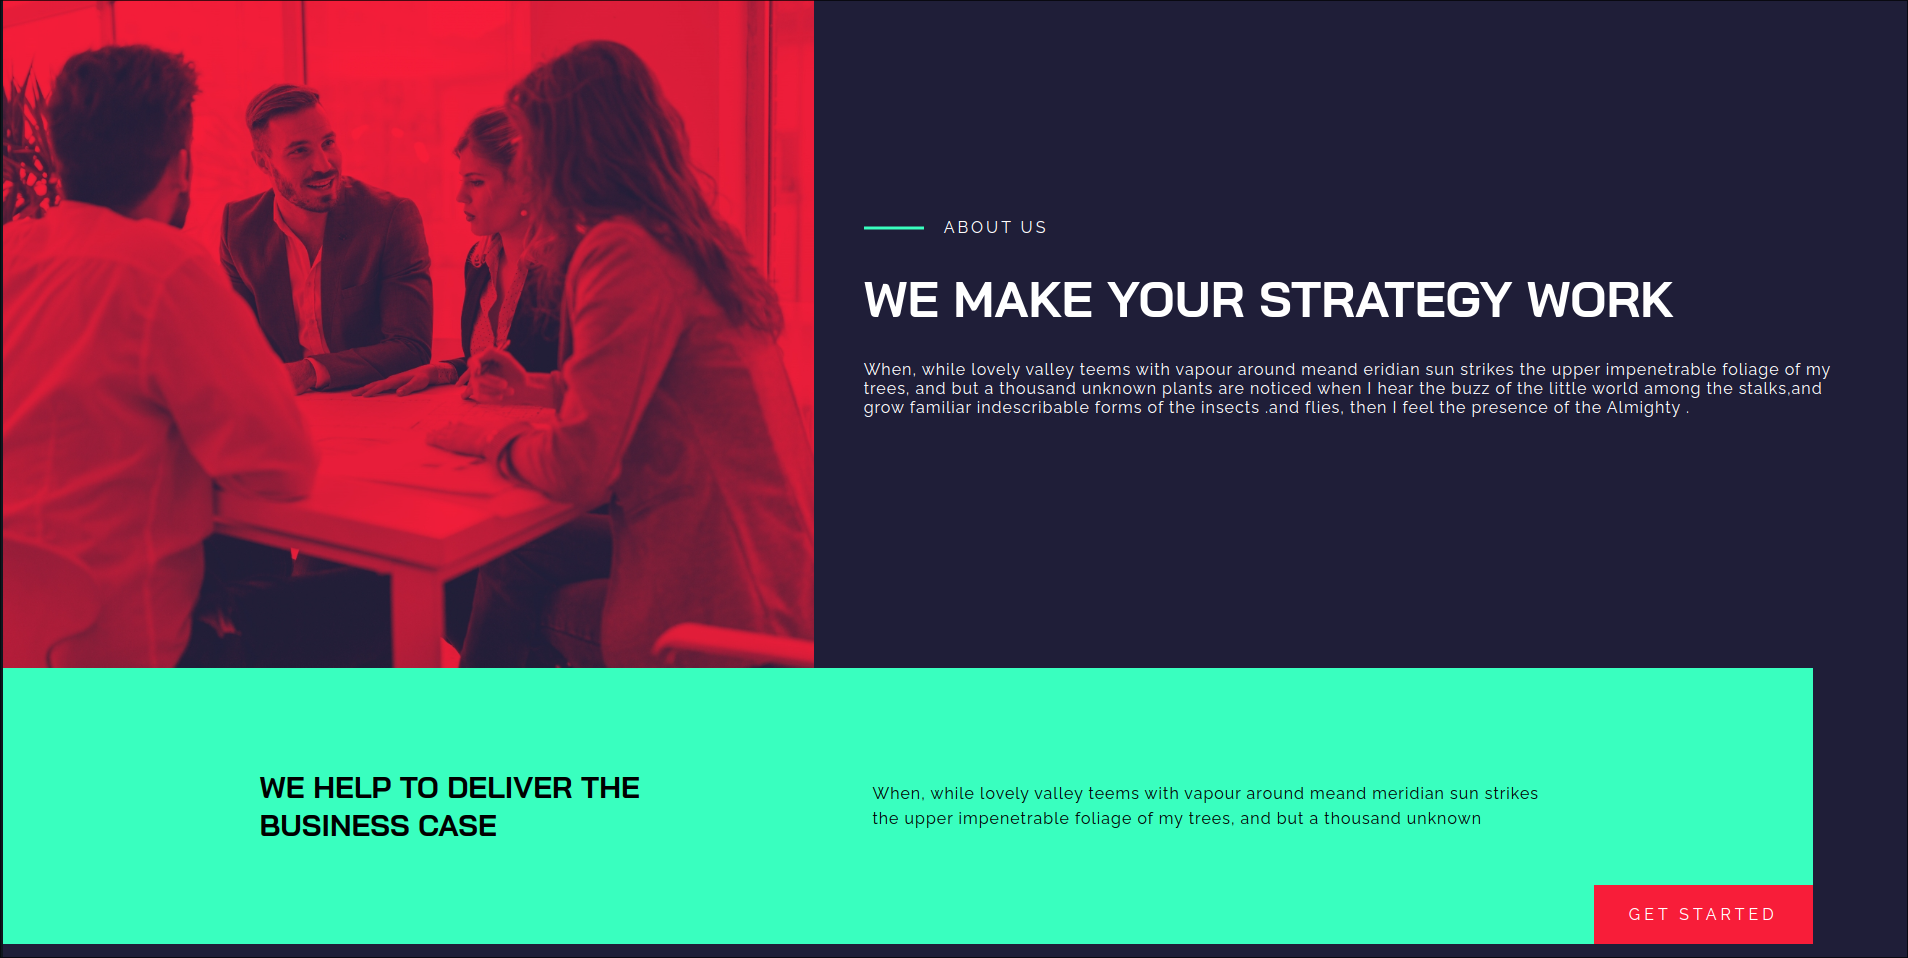 ABOUT US
WE MAKE YOUR STRATEGY WORK
When, while lovely valley teems with vapour around meand eridian sun strikes the upper impenetrable foliage of my
trees, and but a thousand unknown plants are noticed when I hear the buzz of the little world among the stalks,and
grow familiar indescribable forms of the insects .and flies, then I feel the presence of the Almighty .
WE HELP TO DELIVER THE
BUSINESS CASE
When, while lovely valley teems with vapour around meand meridian sun strikes
the upper impenetrable foliage of my trees, and but a thousand unknown
GET STARTED